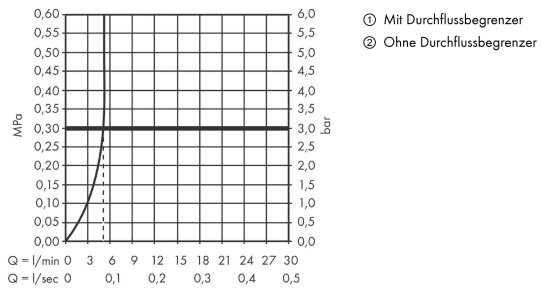 0,60 6,0
0,55 5,5
0,50 5,0
0,45 4,5
0,40 4,0
0,35 3,5
0,30 3,0
0,25 2,5
0,20 2,0
0,15 1,5
0,10 1,0
0,05 0,5
0,00 0,0
MPa
bar
Q = l/min 0 3 6 9 12 15 18 21 24 27 30
Q = l/sec 0 0,1 0,2 0,3 0,4 0,5
① Mit Durchflussbegrenzer
② Ohne Durchflussbegrenzer